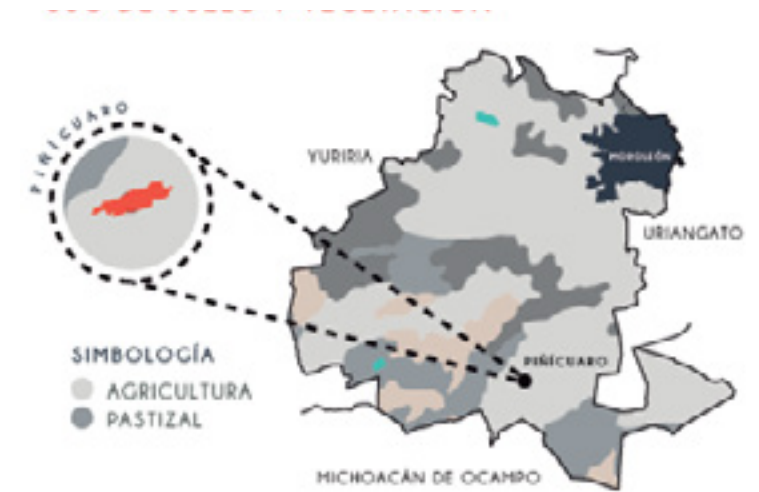 PIÑÍCUARO
YURIRIA
MOROLEÓN
URIANGATO
PIÑÍCUARO
SIMBOLOGÍA
AGRICULTURA
PASTIZAL
MICHOACÁN DE OCAMPO